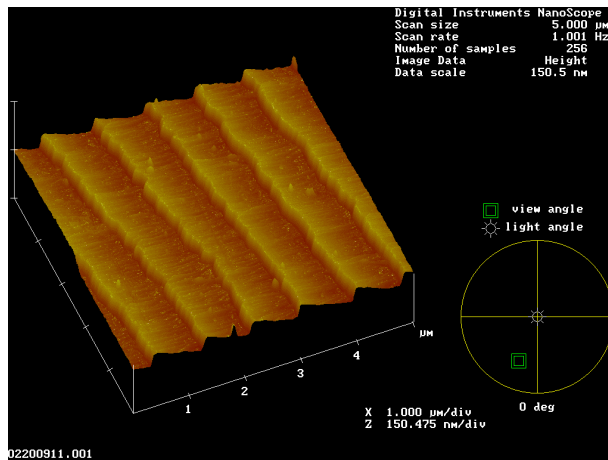 Digital Instruments NanoScope
Scan size 5.000 µm
Scan rate 1.001 Hz
Number of samples 256
Image Data Height
Data scale 150.5 nm
view angle
light angle
µm
4
3
2
1
0 deg
X 1.000 µm/div
Z 150.475 nm/div
02200911.001